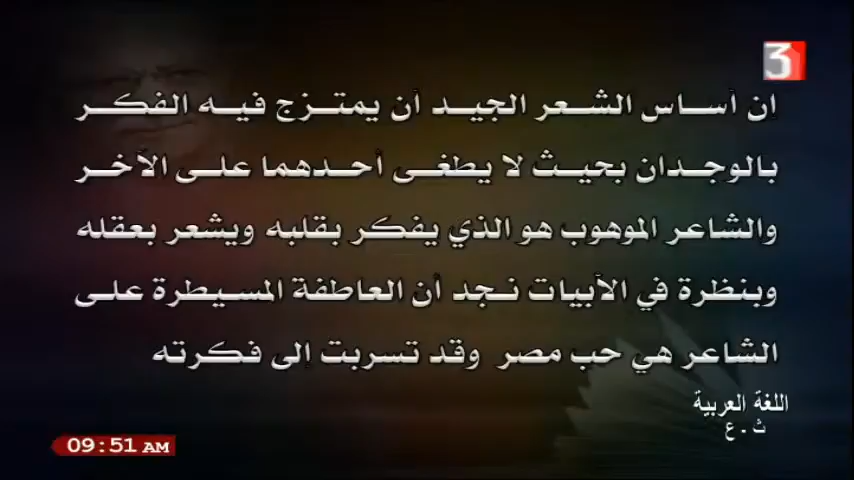 3
ان أساس الشعر الجيد أن يمتزج فيه الفكر
بالوجدان بحيث لا يطغى أحدهما على الآخر
والشاعر الموهوب هو الذي يفكر بقلبه ويشعر بعقله
وبنظرة في الأبيات نجد أن العاطفة المسيطرة على
الشاعر هي حب مصر وقد تسربت إلى فكرته
اللغة العربية
ث . ع
09:51 AM